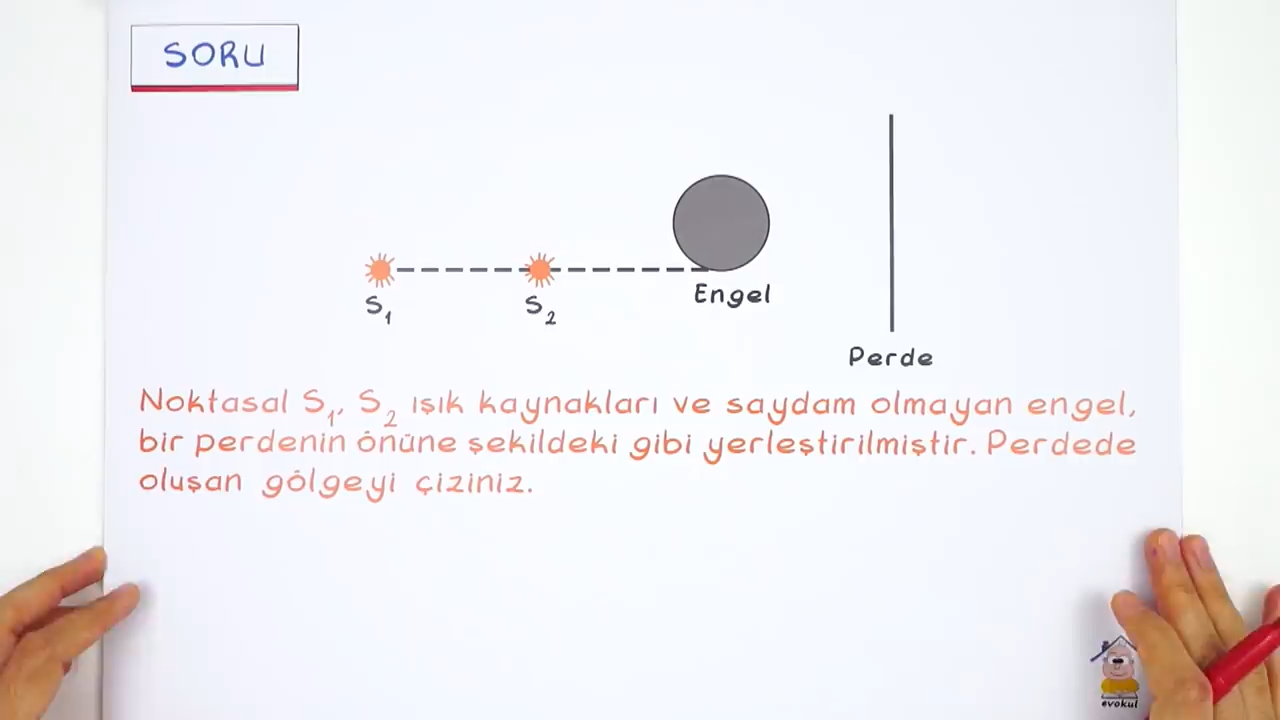 SORU
S1
S2
Engel
Perde
Noktasal S1, S2 ışık kaynakları ve saydam olmayan engel,
bir perdenin önüne şekildeki gibi yerleştirilmiştir. Perdede
oluşan gölgeyi çiziniz.
evokul